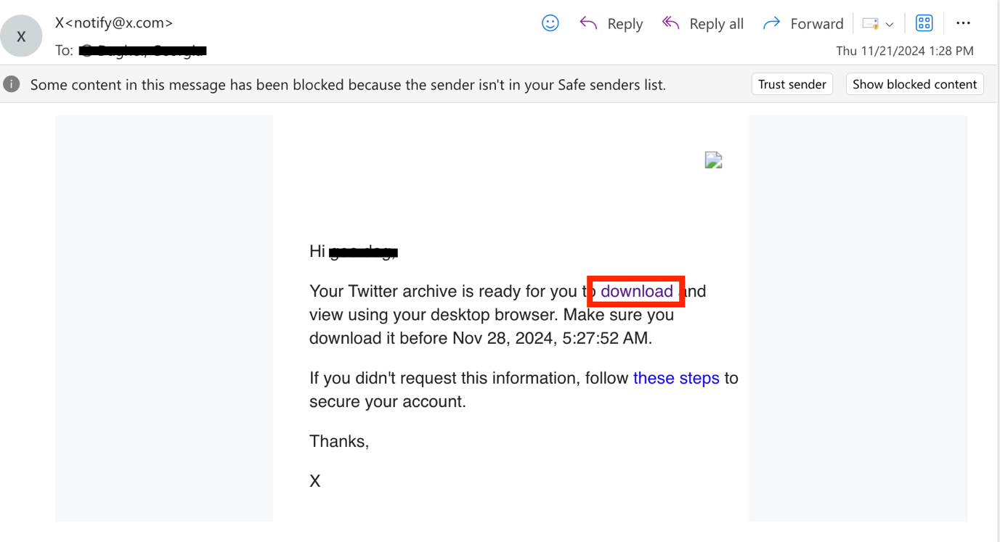 X<notify@x.com>
Reply
Reply all
Forward
To:
Thu 11/21/2024 1:28 PM
Some content in this message has been blocked because the sender isn't in your Safe senders list.
Trust sender
Show blocked content
X
Hi
Your Twitter archive is ready for you to download and
view using your desktop browser. Make sure you
download it before Nov 28, 2024, 5:27:52 AM.
If you didn't request this information, follow these steps to
secure your account.
Thanks,
X